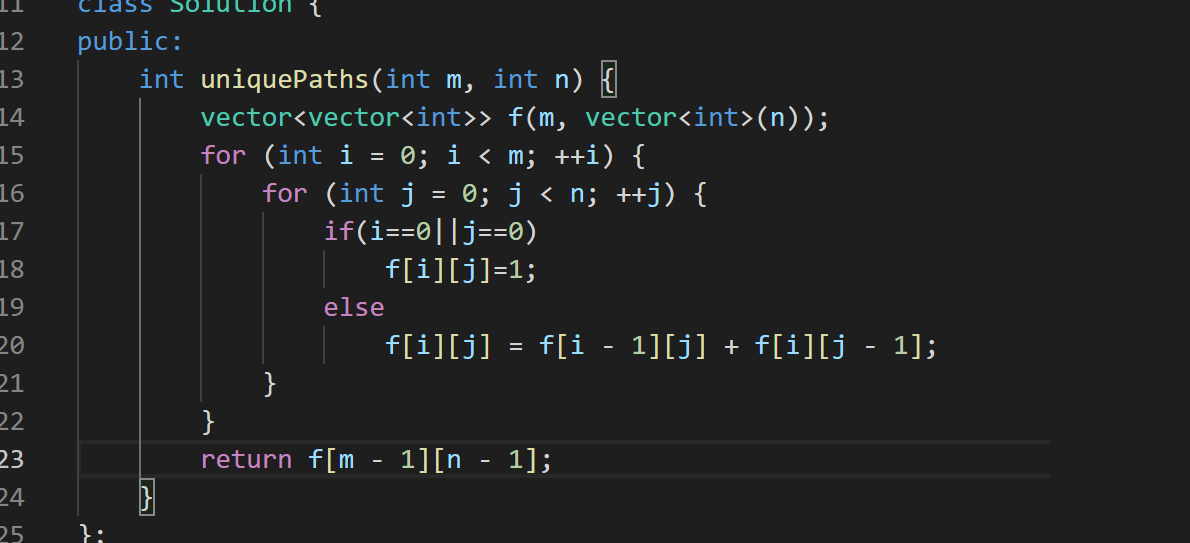 11 class Solution {
12 public:
13     int uniquePaths(int m, int n) {
14         vector<vector<int>> f(m, vector<int>(n));
15         for (int i = 0; i < m; ++i) {
16             for (int j = 0; j < n; ++j) {
17                 if(i==0||j==0)
18                     f[i][j]=1;
19                 else
20                     f[i][j] = f[i - 1][j] + f[i][j - 1];
21             }
22         }
23         return f[m - 1][n - 1];
24     }
25 };